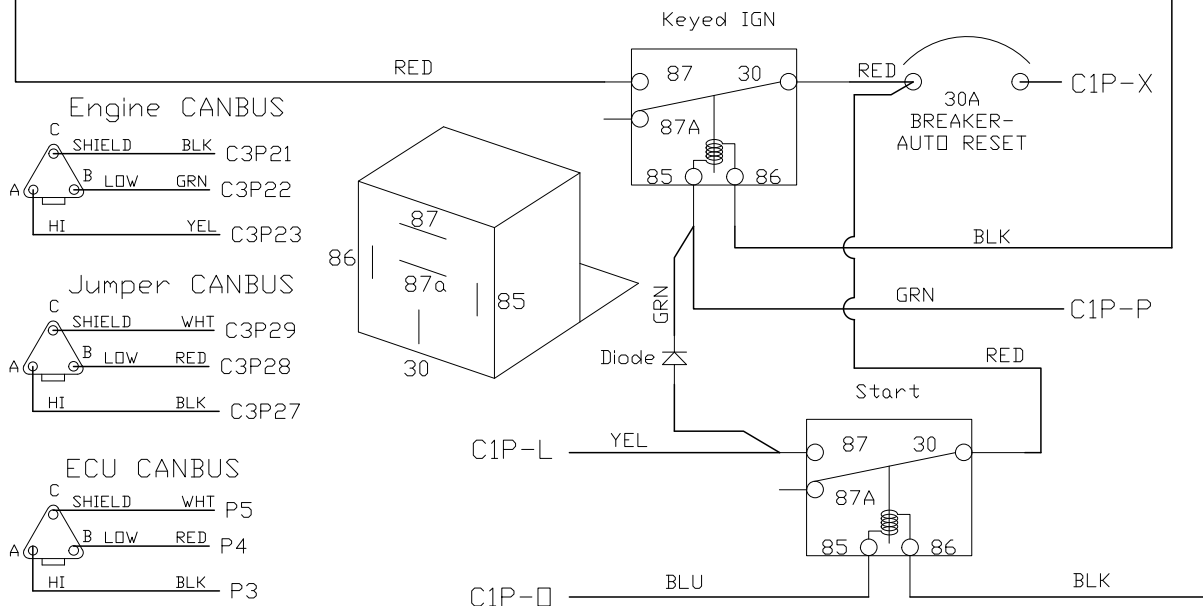 Keyed IGN
RED
87 30
87A
85 86
RED
30A
BREAKER-
AUTO RESET
C1P-X
Engine CANBUS
C
SHIELD BLK C3P21
A B LOW GRN C3P22
HI YEL C3P23
87
86
87a
85
30
BLK
GRN
GRN
C1P-P
Jumper CANBUS
C
SHIELD WHT C3P29
A B LOW RED C3P28
HI BLK C3P27
Diode
RED
Start
C1P-L YEL
87 30
87A
85 86
ECU CANBUS
C
SHIELD WHT P5
A B LOW RED P4
HI BLK P3
C1P-O BLU
BLK